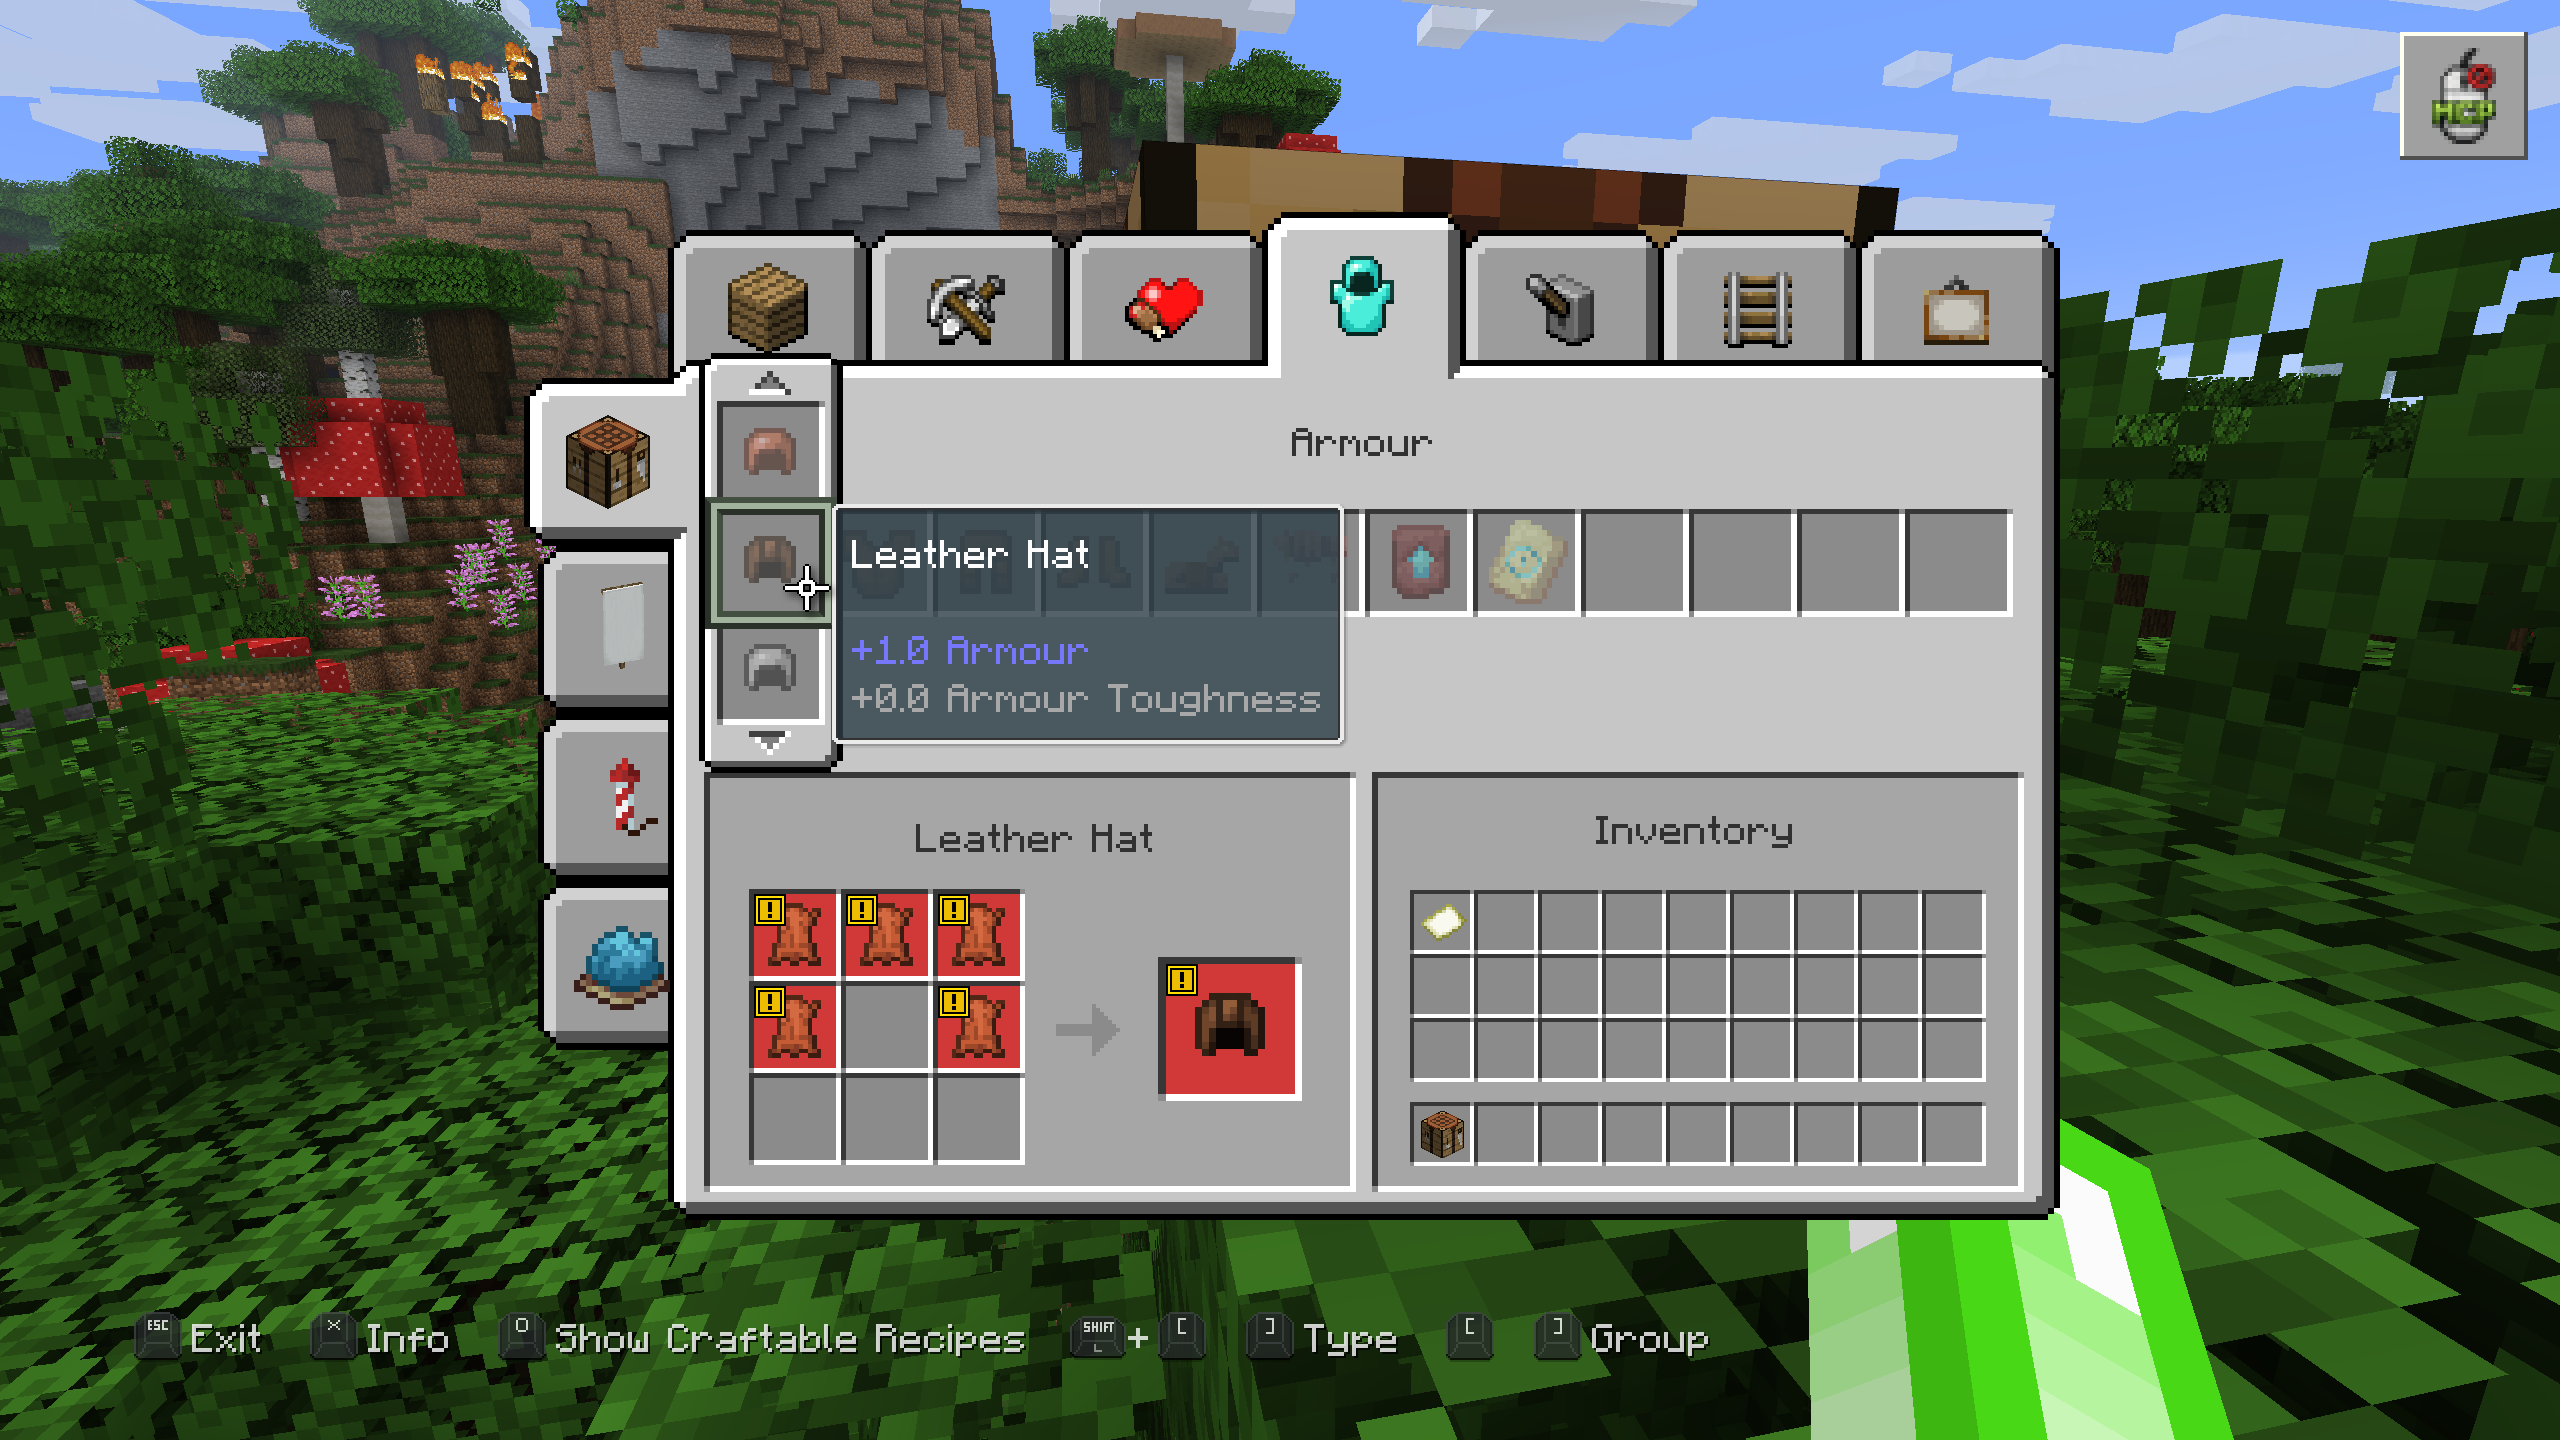 MCP
Armour
Leather Hat
+1.0 Armour
+0.0 Armour Toughness
Leather Hat
Inventory
!
!
!
!
!
!
ESC Exit
X Info
O Show Craftable Recipes
SHIFT L + [ ] Type
[ ] Group